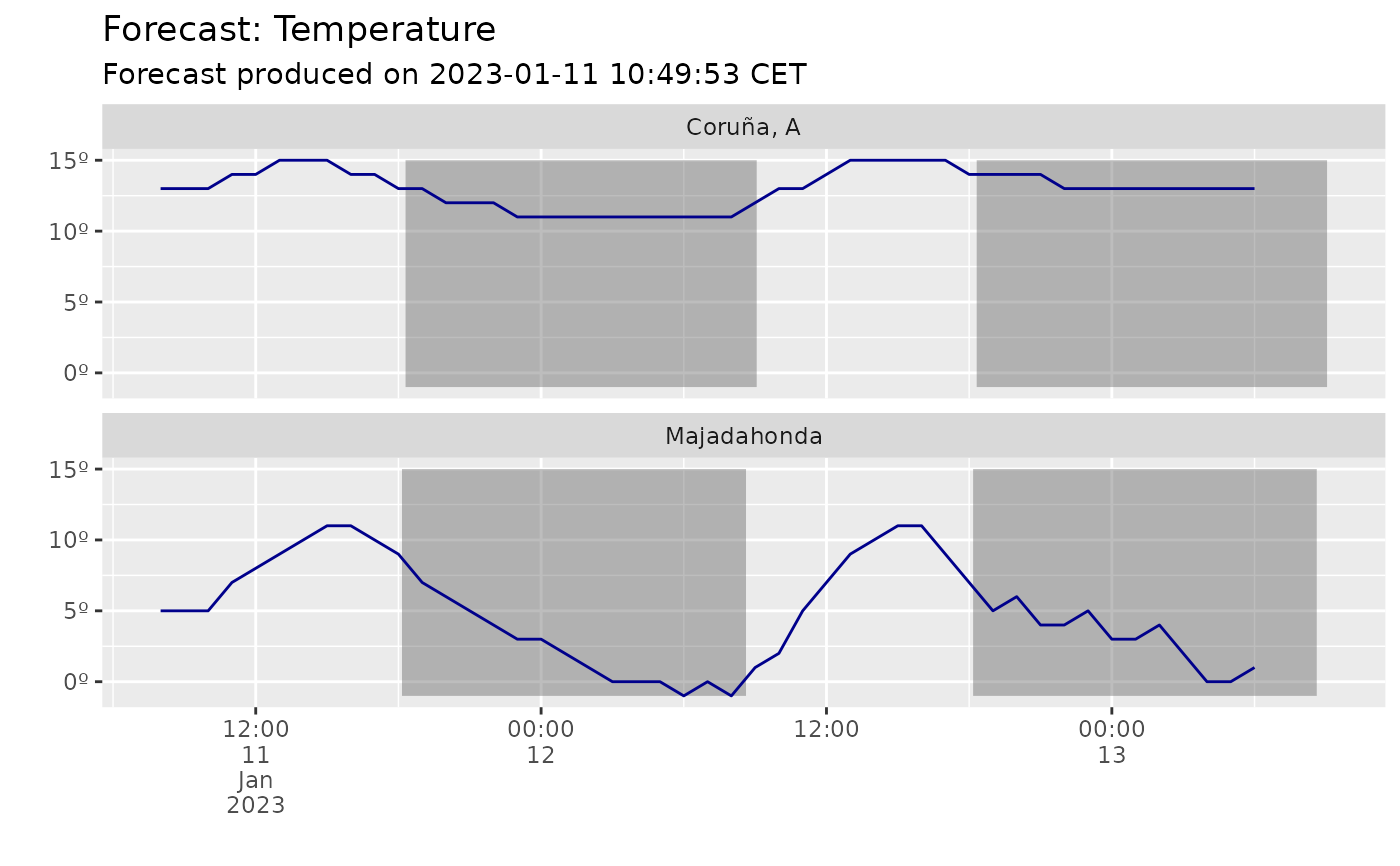 Forecast: Temperature
Forecast produced on 2023-01-11 10:49:53 CET
Coruña, A
15º
10º
5º
0º
Majadahonda
15º
10º
5º
0º
12:00 00:00 12:00 00:00
11 12 13
Jan
2023